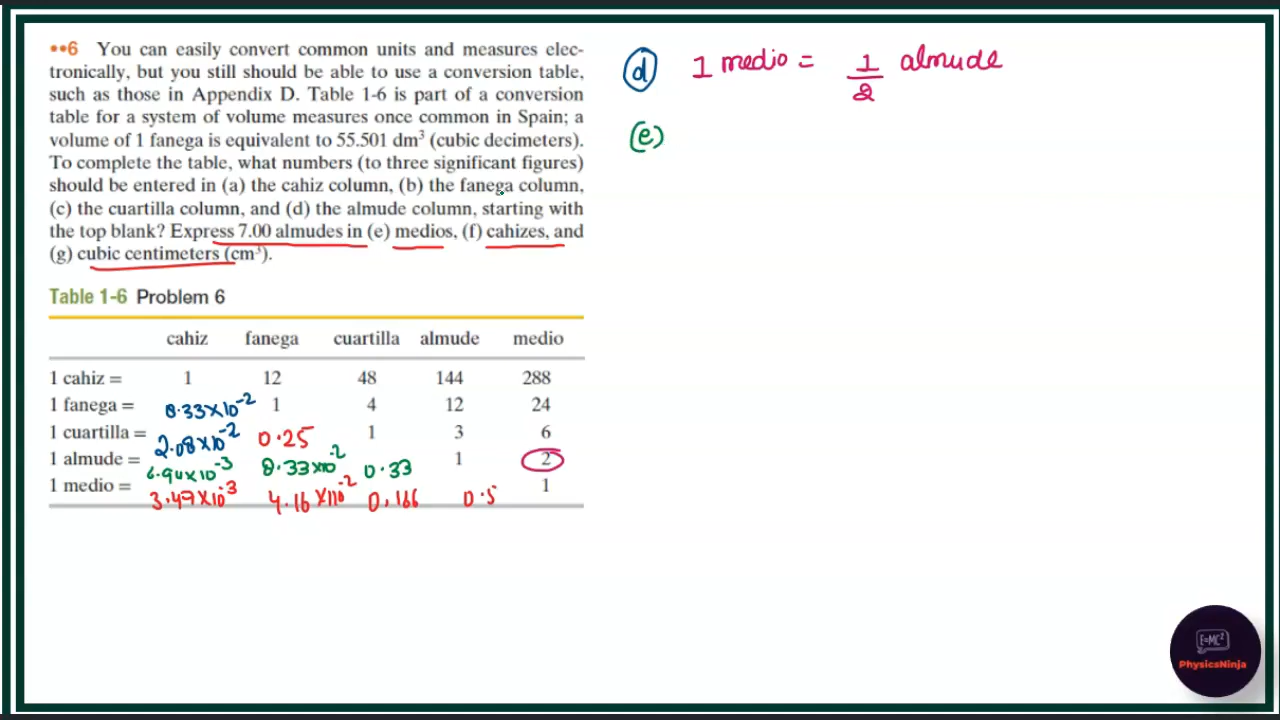 ••6 You can easily convert common units and measures elec-
tronically, but you still should be able to use a conversion table,
such as those in Appendix D. Table 1-6 is part of a conversion
table for a system of volume measures once common in Spain; a
volume of 1 fanega is equivalent to 55.501 dm³ (cubic decimeters).
To complete the table, what numbers (to three significant figures)
should be entered in (a) the cahiz column, (b) the fanega column,
(c) the cuartilla column, and (d) the almude column, starting with
the top blank? Express 7.00 almudes in (e) medios, (f) cahizes, and
(g) cubic centimeters (cm³).
Table 1-6 Problem 6
cahiz fanega cuartilla almude medio
1 cahiz = 1 12 48 144 288
1 fanega = 8.33×10⁻² 1 4 12 24
1 cuartilla = 2.08×10⁻² 0.25 1 3 6
1 almude = 6.94×10⁻³ 8.33×10⁻² 0.33 1 2
1 medio = 3.47×10⁻³ 4.16×110⁻² 0.166 0.5 1
(d) 1 medio = 1/2 almude
(e)
E=MC²
PhysicsNinja